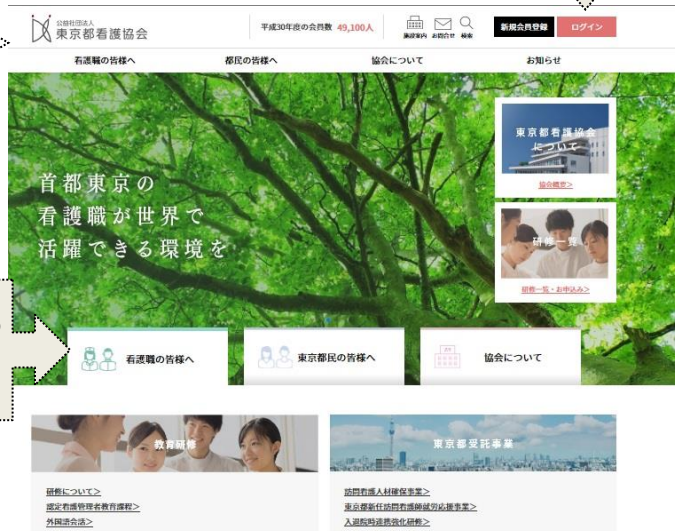 公益社団法人
東京都看護協会
平成30年度の会員数 49,100人
施設案内 お問合せ 検索
新規会員登録
ログイン
看護職の皆様へ
都民の皆様へ
協会について
お知らせ
首都東京の
看護職が世界で
活躍できる環境を
東京都看護協会
について
協会概要>
研修一覧
研修一覧・お申込み>
看護職の皆様へ
東京都民の皆様へ
協会について
教育研修
東京都受託事業
研修について>
認定看護管理者教育課程>
外国語会話>
訪問看護人材確保事業>
東京都新任訪問看護師就労応援事業>
入退院時連携強化研修>